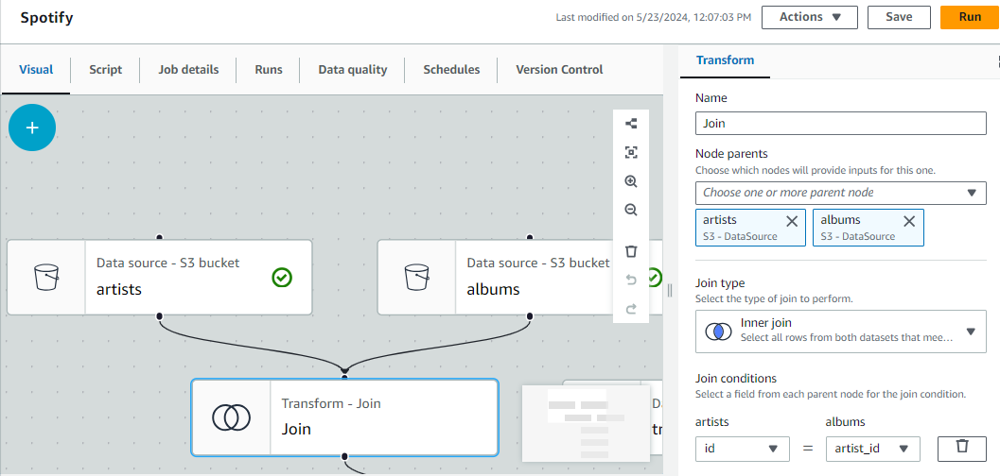 Spotify
Last modified on 5/23/2024, 12:07:03 PM
Actions
Save
Run
Visual
Script
Job details
Runs
Data quality
Schedules
Version Control
+
Data source - S3 bucket
artists
Data source - S3 bucket
albums
Transform - Join
Join
D
tr
Transform
Name
Join
Node parents
Choose which nodes will provide inputs for this one.
Choose one or more parent node
artists
S3 - DataSource
albums
S3 - DataSource
Join type
Select the type of join to perform.
Inner join
Select all rows from both datasets that mee...
Join conditions
Select a field from each parent node for the join condition.
artists
albums
id = artist_id